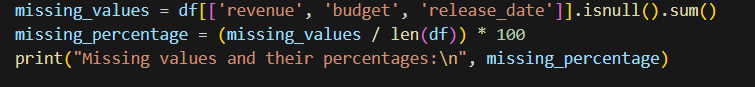 missing_values = df[['revenue', 'budget', 'release_date']].isnull().sum()
missing_percentage = (missing_values / len(df)) * 100
print("Missing values and their percentages:\n", missing_percentage)